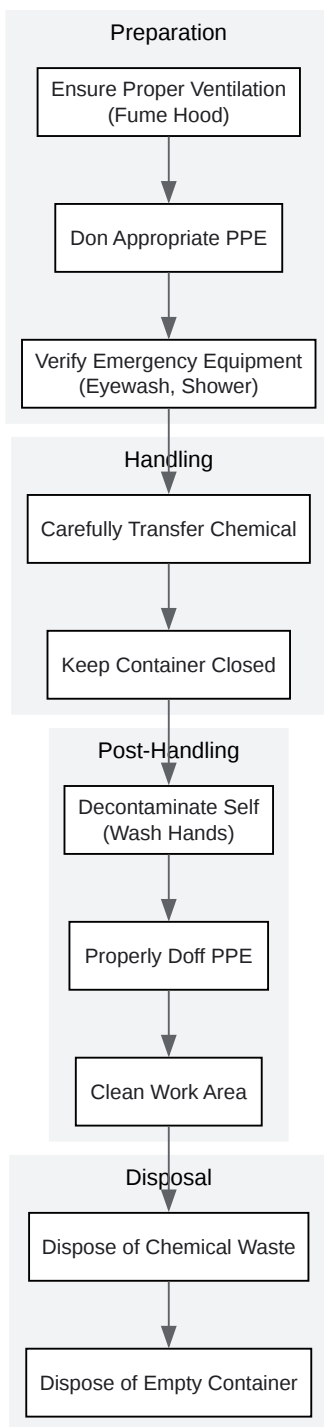 Preparation
Ensure Proper Ventilation
(Fume Hood)
Don Appropriate PPE
Verify Emergency Equipment
(Eyewash, Shower)
Handling
Carefully Transfer Chemical
Keep Container Closed
Post-Handling
Decontaminate Self
(Wash Hands)
Properly Doff PPE
Clean Work Area
Disposal
Dispose of Chemical Waste
Dispose of Empty Container